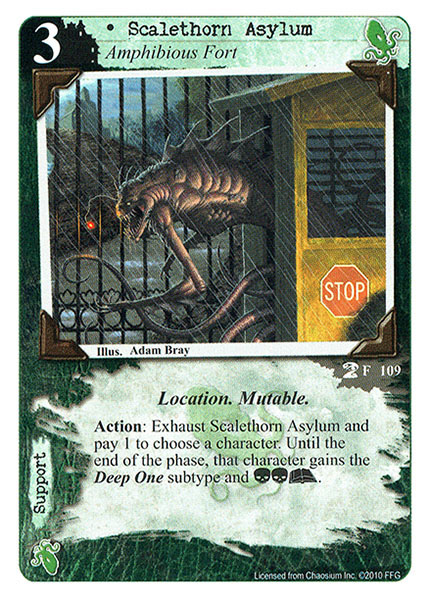 3
• Scalethorn Asylum
Amphibious Fort
STOP
Illus. Adam Bray
F 109
Location. Mutable.
Action: Exhaust Scalethorn Asylum and
pay 1 to choose a character. Until the
end of the phase, that character gains the
Deep One subtype and
Support
Licensed from Chaosium Inc. ©2010 FFG